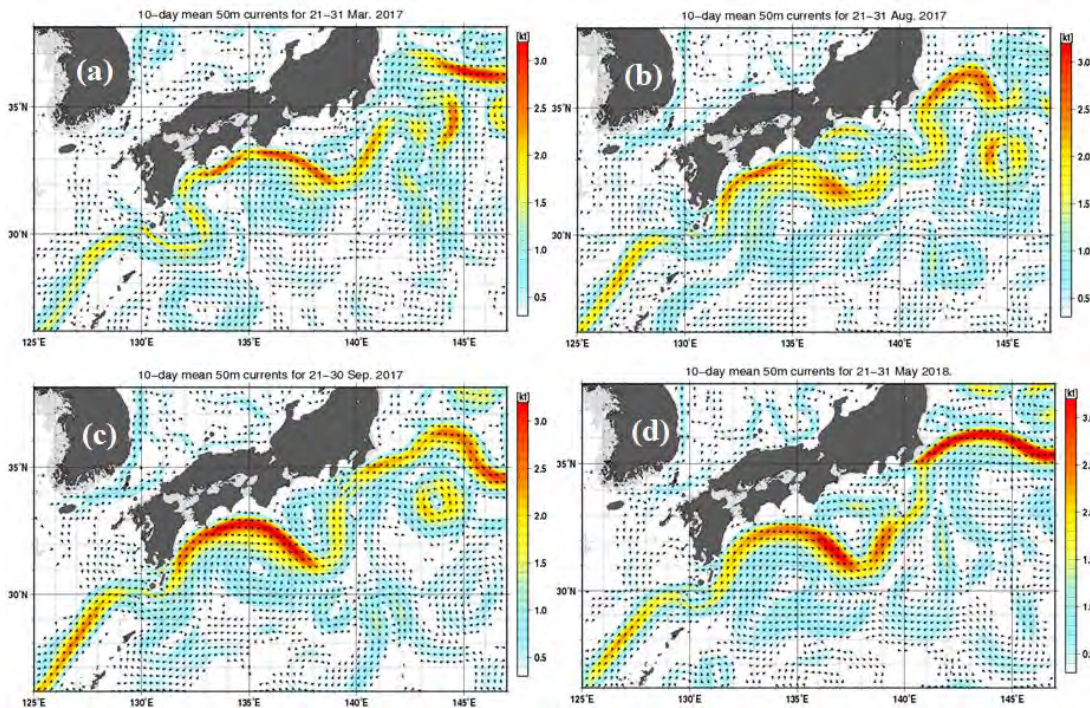 10-day mean 50m currents for 21-31 Mar. 2017
[kt]
(a)
3.0
35°N
2.5
2.0
1.5
30°N
1.0
0.5
125°E 130°E 135°E 140°E 145°E
10-day mean 50m currents for 21-31 Aug. 2017
[kt]
(b)
3.0
35°N
2.5
2.0
1.5
30°N
1.0
0.5
125°E 130°E 135°E 140°E 145°E
10-day mean 50m currents for 21-30 Sep. 2017
[kt]
(c)
3.0
35°N
2.5
2.0
1.5
30°N
1.0
0.5
125°E 130°E 135°E 140°E 145°E
10-day mean 50m currents for 21-31 May 2018.
[kt]
(d)
35°N
30°N
125°E 130°E 135°E 140°E 145°E